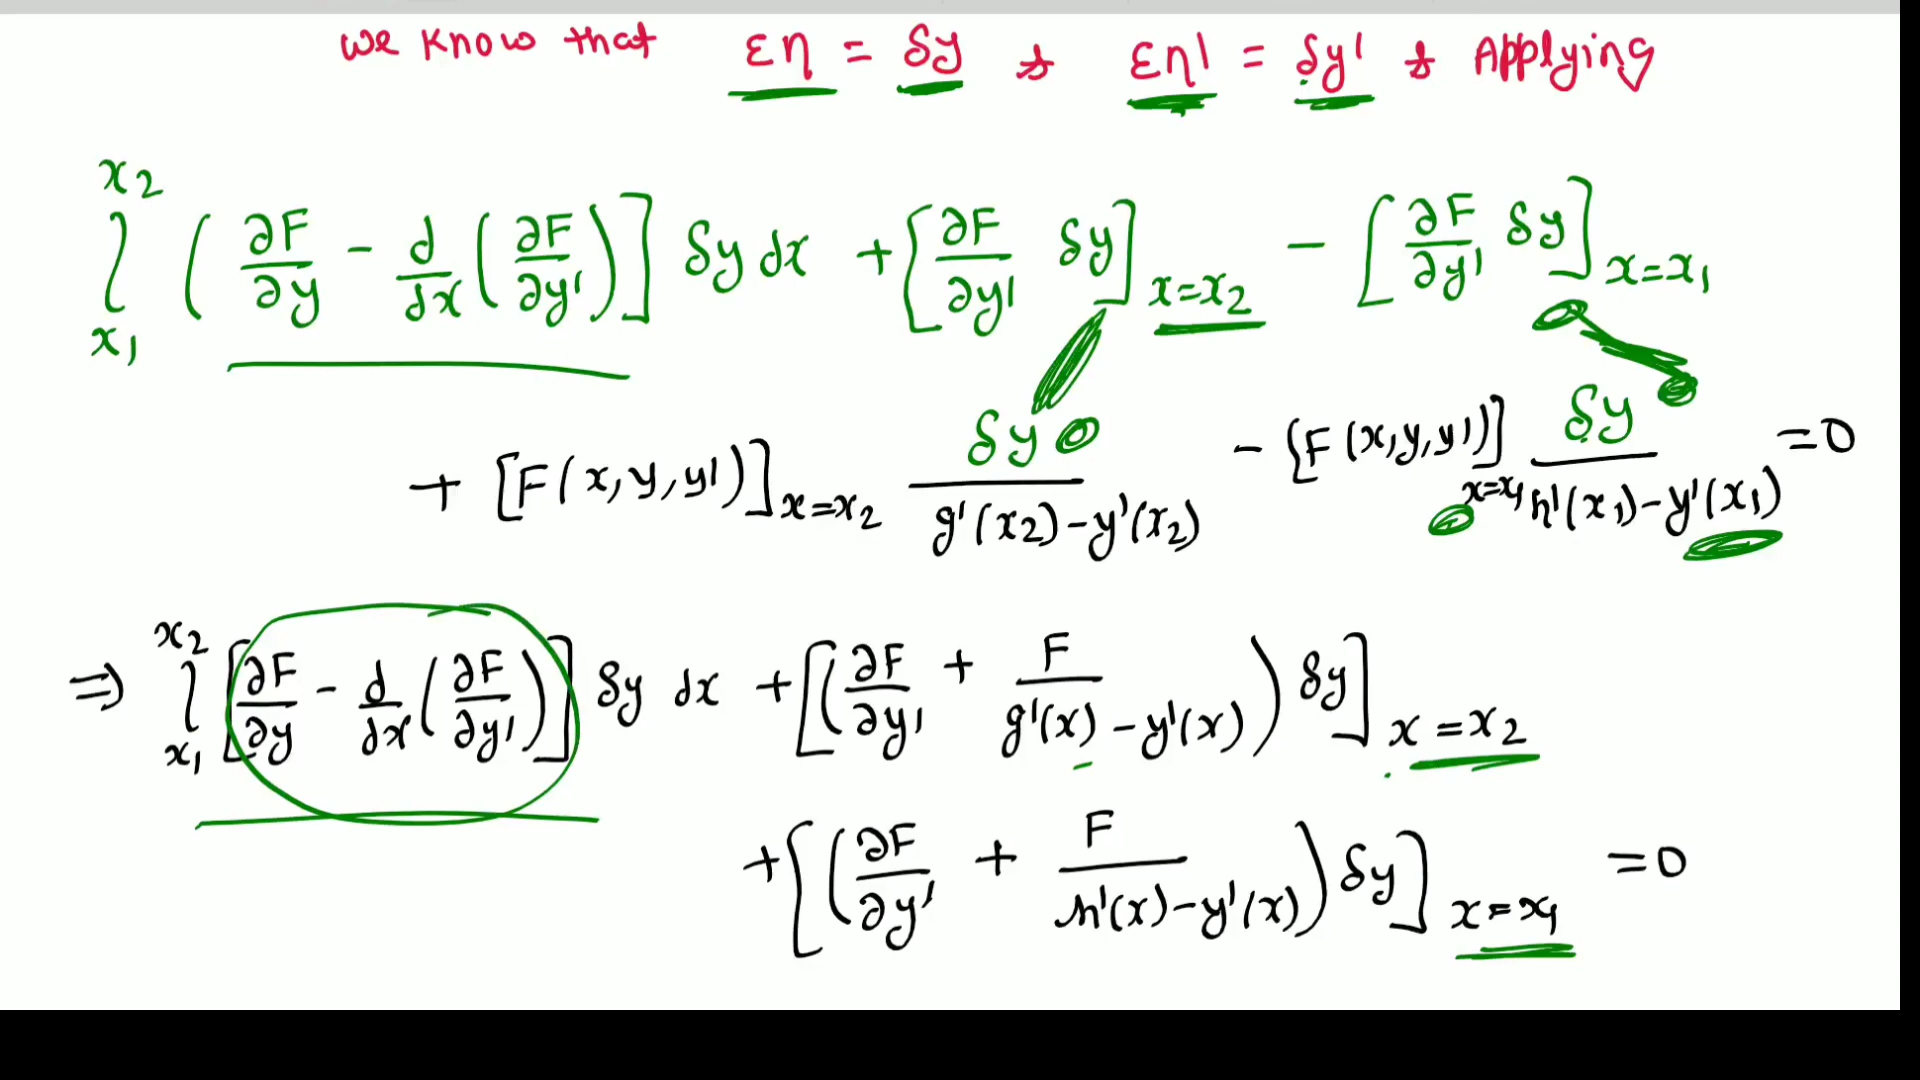 we know that εη = δy & εη' = δy' & Applying
∫_{x1}^{x2} ( ∂F/∂y - d/dx (∂F/∂y') ] δy dx + [ ∂F/∂y' δy ]_{x=x2} - [ ∂F/∂y' δy ]_{x=x1}
+ [F(x,y,y')]_{x=x2} δy / g'(x2)-y'(x2) - [F(x,y,y')]_{x=x1} δy / h'(x1)-y'(x1) = 0
⇒ ∫_{x1}^{x2} [ ∂F/∂y - d/dx (∂F/∂y') ] δy dx + [ ( ∂F/∂y' + F / g'(x)-y'(x) ) δy ]_{x=x2}
+ [ ( ∂F/∂y' + F / h'(x)-y'(x) ) δy ]_{x=x1} = 0